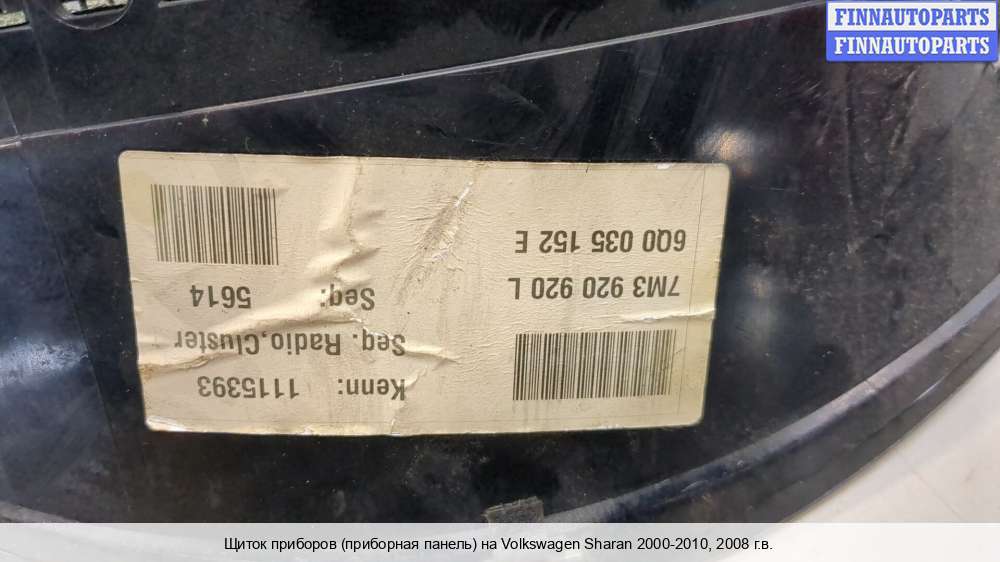 FINNAUTOPARTS
FINNAUTOPARTS
Kenn: 1115393
Seq. Radio,Cluster
Seq: 5614
7M3 920 920 L
6Q0 035 152 E
Щиток приборов (приборная панель) на Volkswagen Sharan 2000-2010, 2008 г.в.